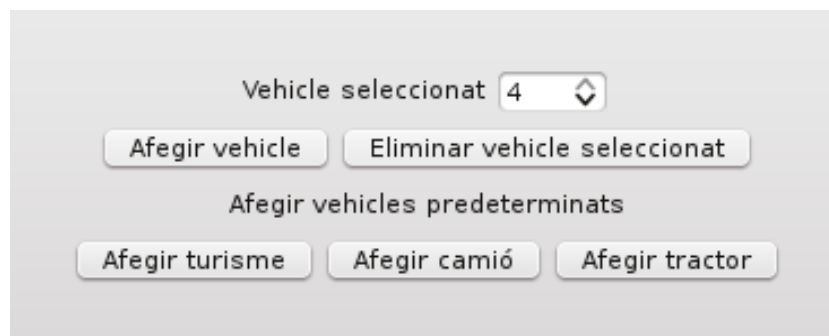 Vehicle seleccionat 4
Afegir vehicle Eliminar vehicle seleccionat
Afegir vehicles predeterminats
Afegir turisme Afegir camió Afegir tractor